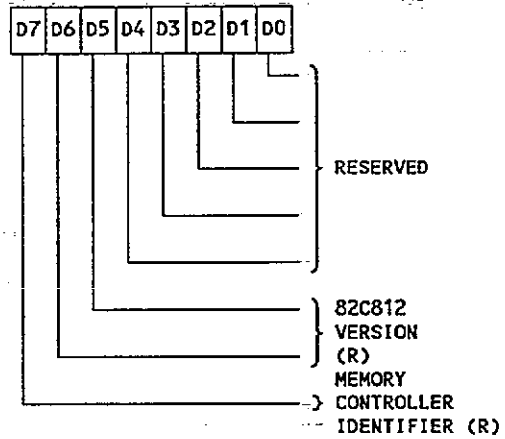 D7 D6 D5 D4 D3 D2 D1 D0
RESERVED
82C812
VERSION
(R)
MEMORY
CONTROLLER
IDENTIFIER (R)